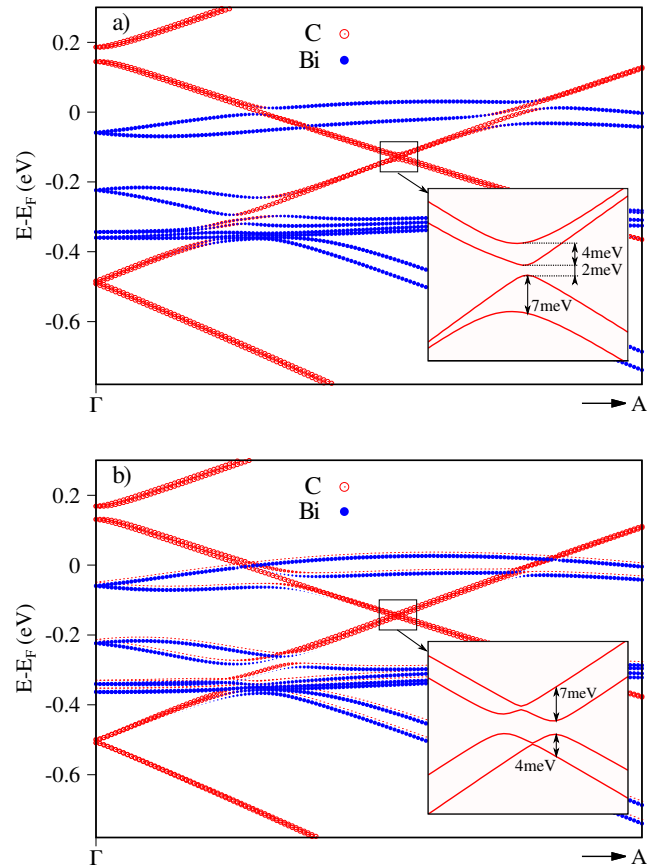 a)
C
Bi
E-E_F (eV)
0.2
0
-0.2
-0.4
-0.6
4meV
2meV
7meV
Γ
A
b)
C
Bi
E-E_F (eV)
0.2
0
-0.2
-0.4
-0.6
7meV
4meV
Γ
A